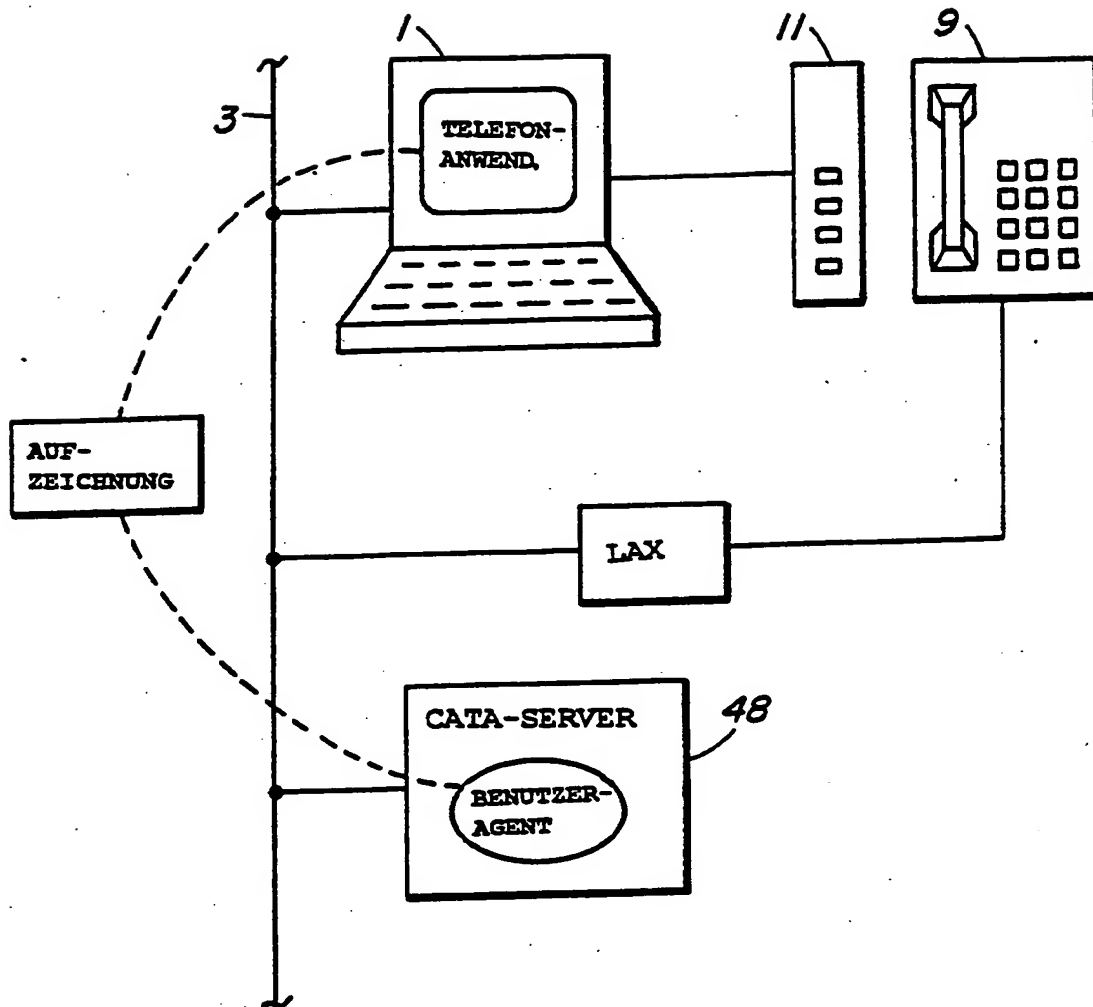 1
11
9
3
TELEFON-
ANWEND.
AUF-
ZEICHNUNG
LAX
CATA-SERVER
48
BENUTZER-
AGENT